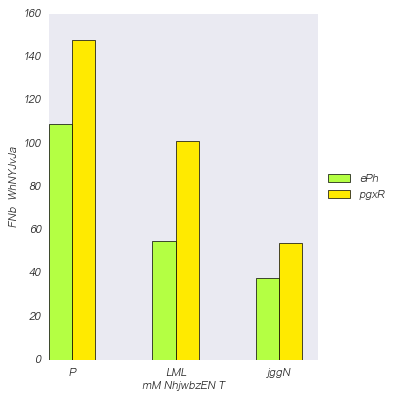 160
140
120
100
80
60
40
20
0
FNb. WhNYJvJa
P
LML
jggN
mM NhjwbzEN T
ePh
pgxR